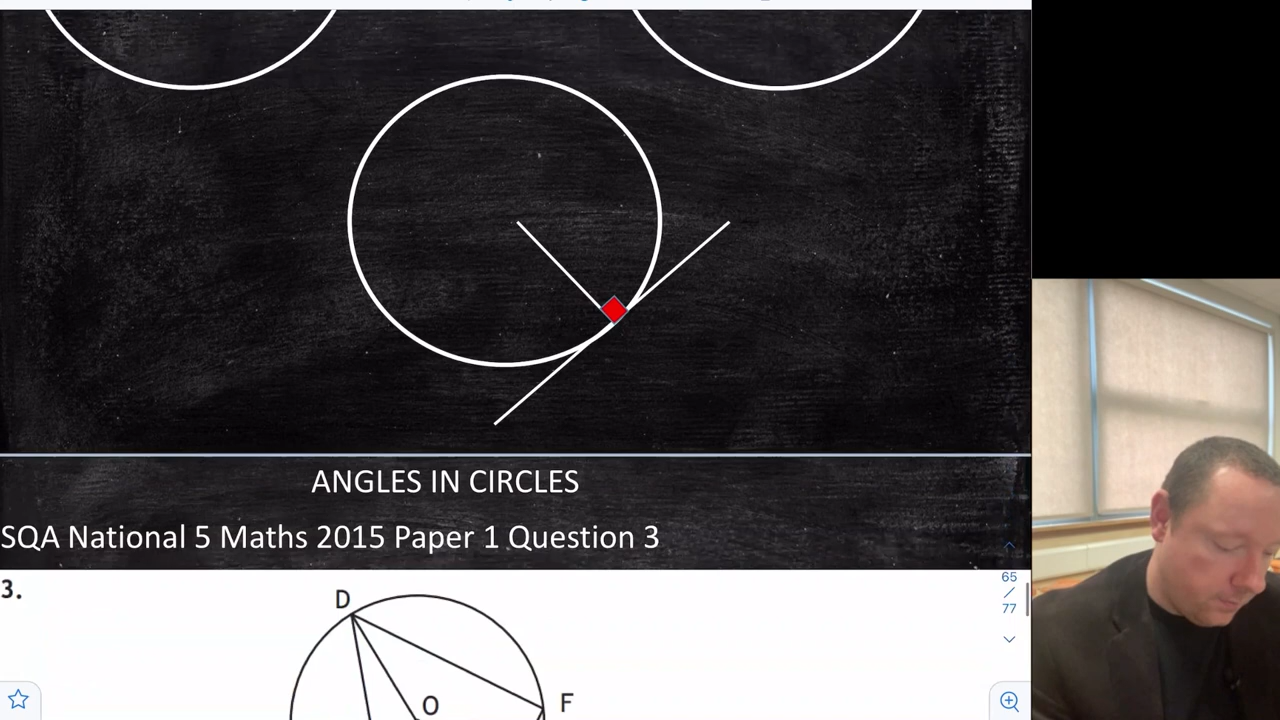 ANGLES IN CIRCLES
SQA National 5 Maths 2015 Paper 1 Question 3
65
/
77
3.
D
O
F